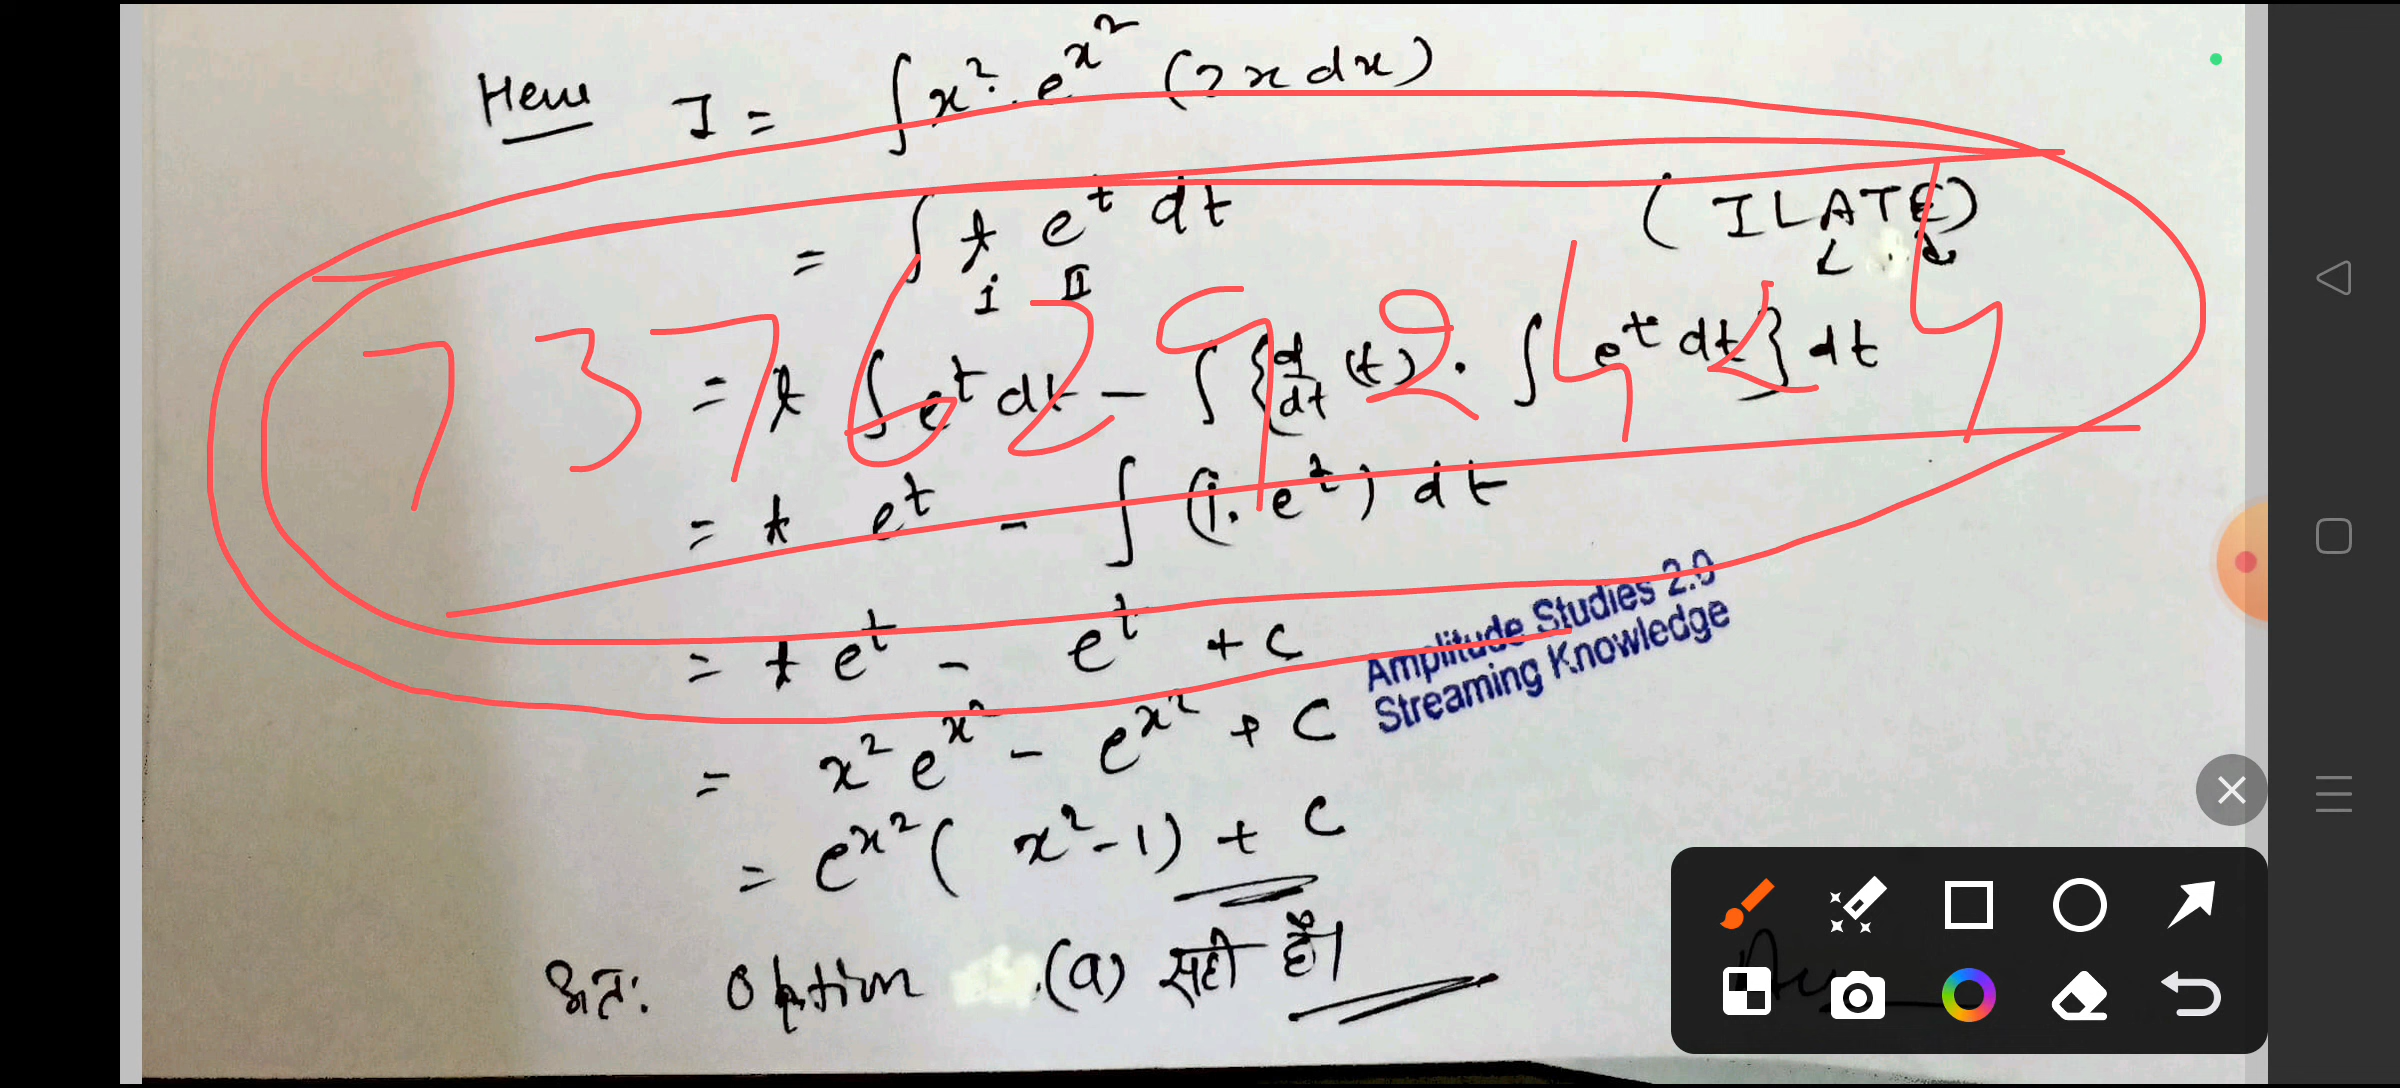 Here I = ∫ x². e^x² (2x dx)
= ∫ t e^t dt (ILATE)
I II
= t ∫ e^t dt - ∫ {d/dt (t) · ∫ e^t dt} dt
7376292424
= t e^t - ∫ (1. e^t) dt
= t e^t - e^t + C
Amplitude Studies 2.0
Streaming Knowledge
= x² e^x² - e^x² + C
= e^x² (x² - 1) + C
अतः option (a) सही है।